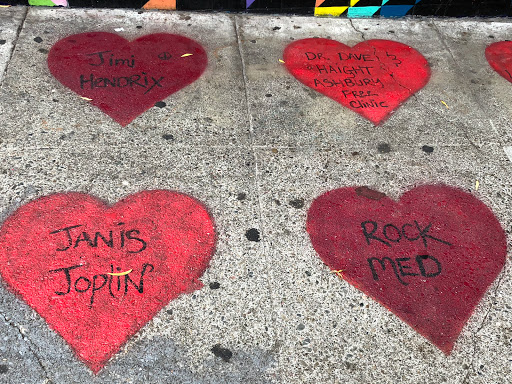 Jimi
HENDRIX
DR. DAVE
HAIGHT
ASHBURY
FREE
CLINIC
JANIS
JOPLIN
ROCK
MED